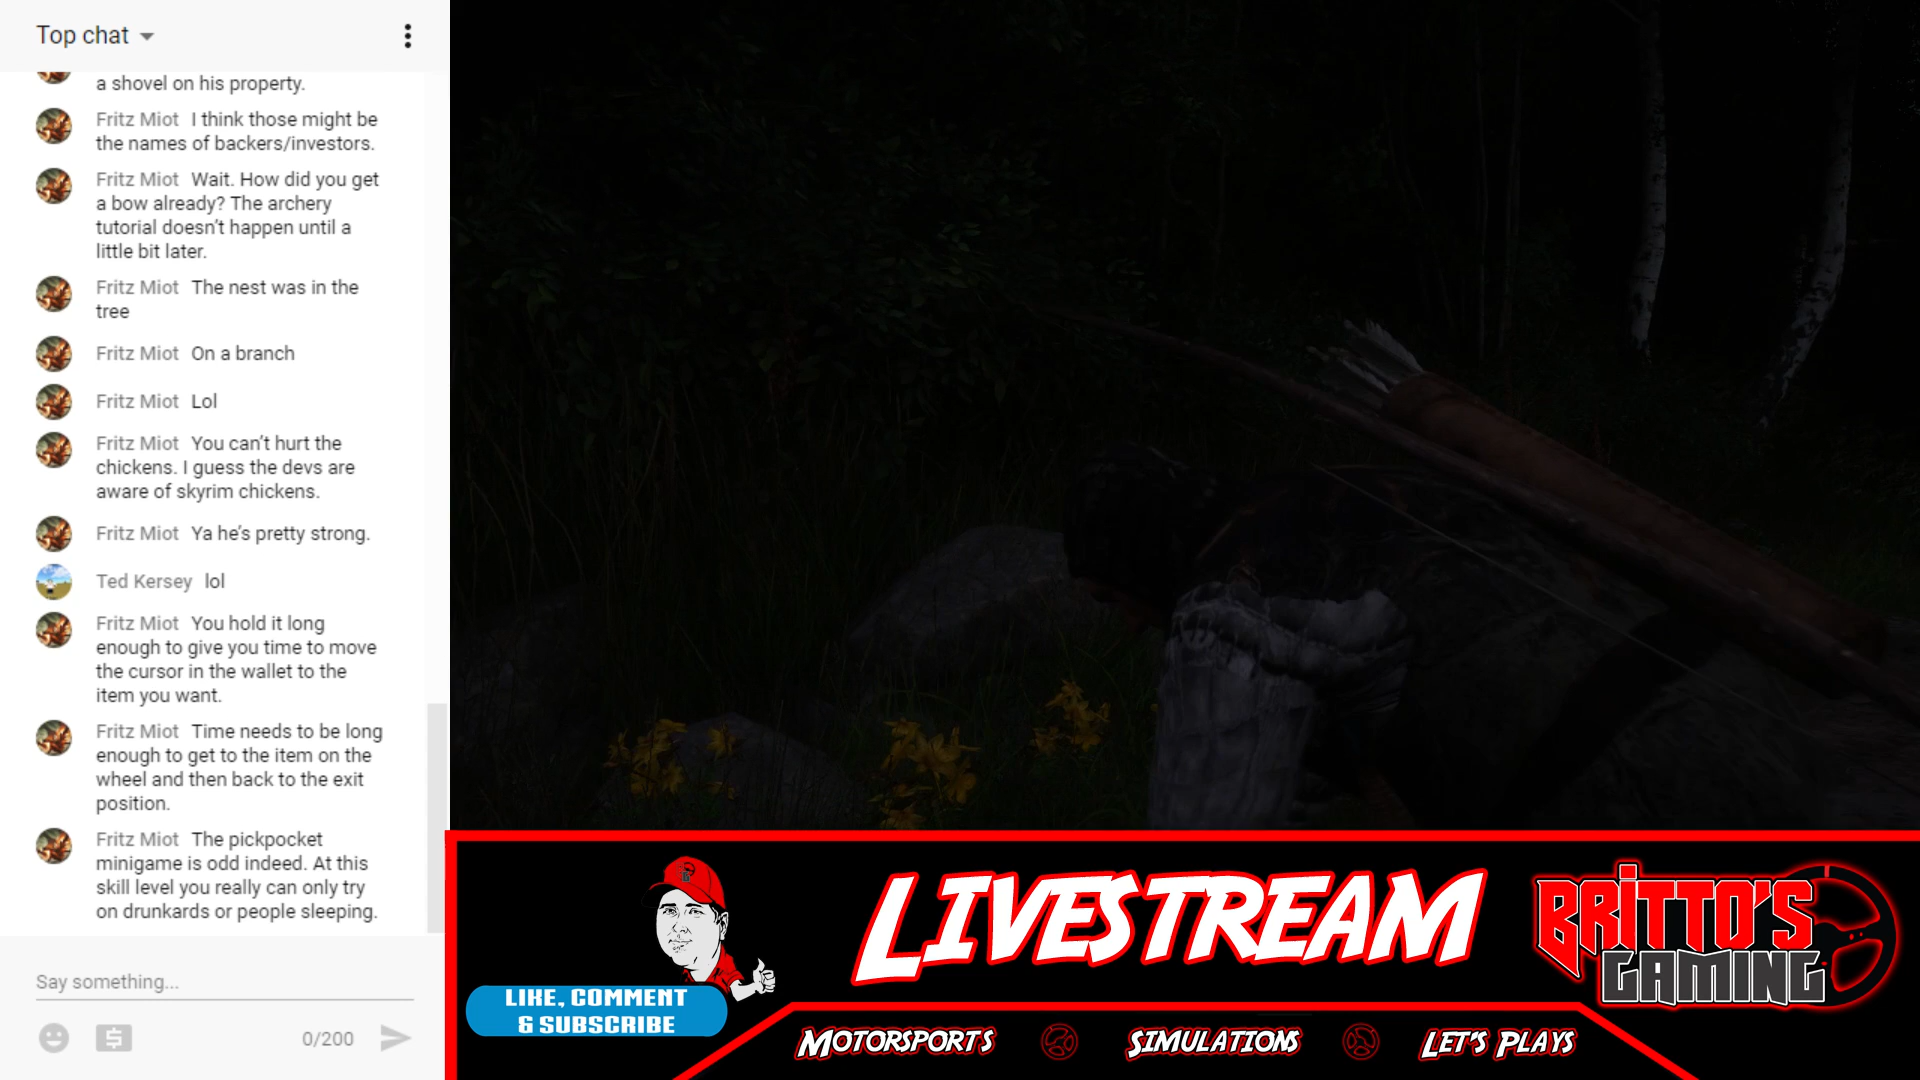 Top chat
a shovel on his property.
Fritz Miot I think those might be
the names of backers/investors.
Fritz Miot Wait. How did you get
a bow already? The archery
tutorial doesn't happen until a
little bit later.
Fritz Miot The nest was in the
tree
Fritz Miot On a branch
Fritz Miot Lol
Fritz Miot You can't hurt the
chickens. I guess the devs are
aware of skyrim chickens.
Fritz Miot Ya he's pretty strong.
Ted Kersey lol
Fritz Miot You hold it long
enough to give you time to move
the cursor in the wallet to the
item you want.
Fritz Miot Time needs to be long
enough to get to the item on the
wheel and then back to the exit
position.
Fritz Miot The pickpocket
minigame is odd indeed. At this
skill level you really can only try
on drunkards or people sleeping.
Say something...
0/200
LIKE, COMMENT
& SUBSCRIBE
LIVESTREAM
BRITTO'S
GAMING
MOTORSPORTS
SIMULATIONS
LET'S PLAYS